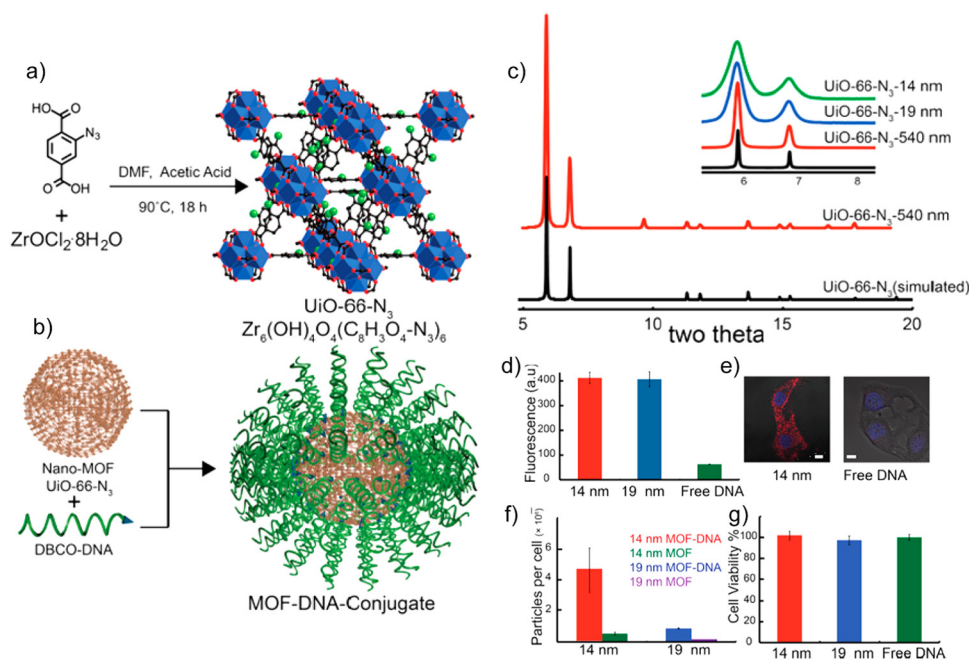 a)
HO
O
N₃
O
OH
+
ZrOCl₂·8H₂O
DMF, Acetic Acid
90°C, 18 h
UiO-66-N₃
Zr₆(OH)₄O₄(C₈H₃O₄-N₃)₆
b)
Nano-MOF
UiO-66-N₃
+
DBCO-DNA
MOF-DNA-Conjugate
c)
UiO-66-N₃-14 nm
UiO-66-N₃-19 nm
UiO-66-N₃-540 nm
6 7 8
UiO-66-N₃-540 nm
UiO-66-N₃(simulated)
5 10 15 20
two theta
d)
Fluorescence (a.u)
400
300
200
100
0
14 nm 19 nm Free DNA
e)
14 nm Free DNA
f)
Particles per cell
6
4
2
14 nm MOF-DNA
14 nm MOF
19 nm MOF-DNA
19 nm MOF
14 nm 19 nm
g)
Cell Viability %
120
100
80
60
40
20
0
14 nm 19 nm Free DNA